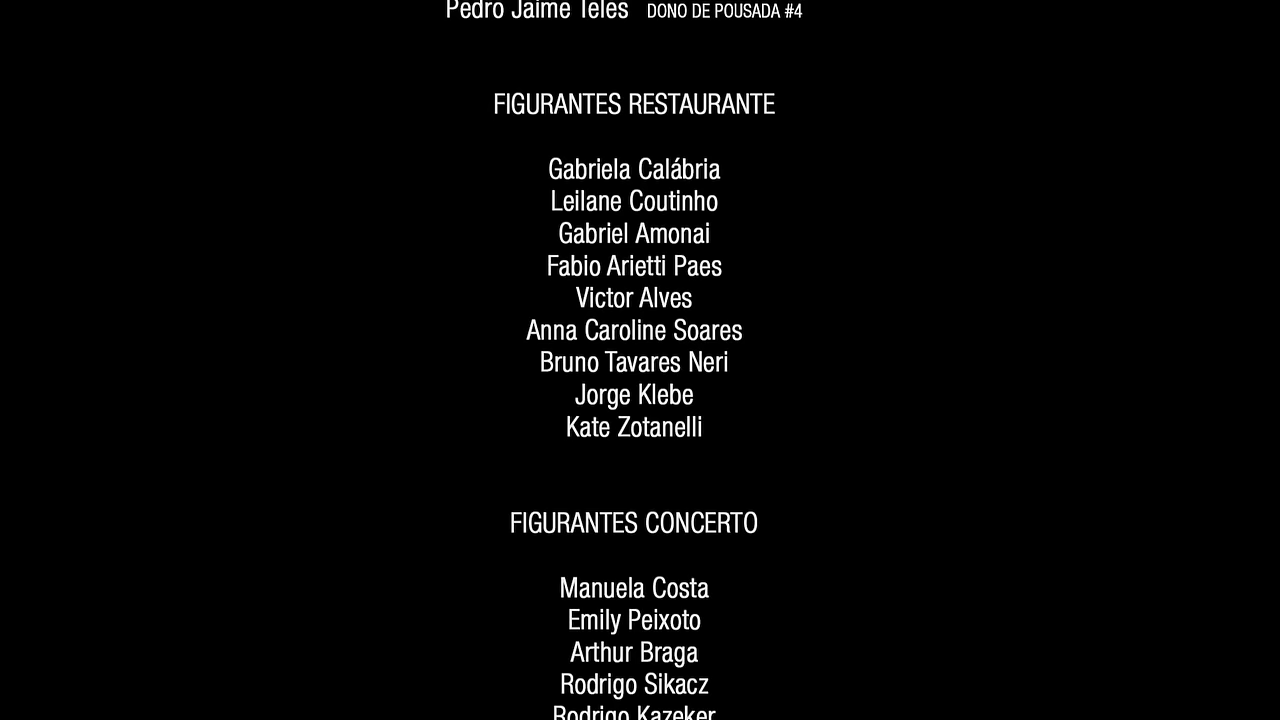 Pedro Jaime Teles DONO DE POUSADA #4
FIGURANTES RESTAURANTE
Gabriela Calábria
Leilane Coutinho
Gabriel Amonai
Fabio Arietti Paes
Victor Alves
Anna Caroline Soares
Bruno Tavares Neri
Jorge Klebe
Kate Zotanelli
FIGURANTES CONCERTO
Manuela Costa
Emily Peixoto
Arthur Braga
Rodrigo Sikacz
Rodrigo Kazeker